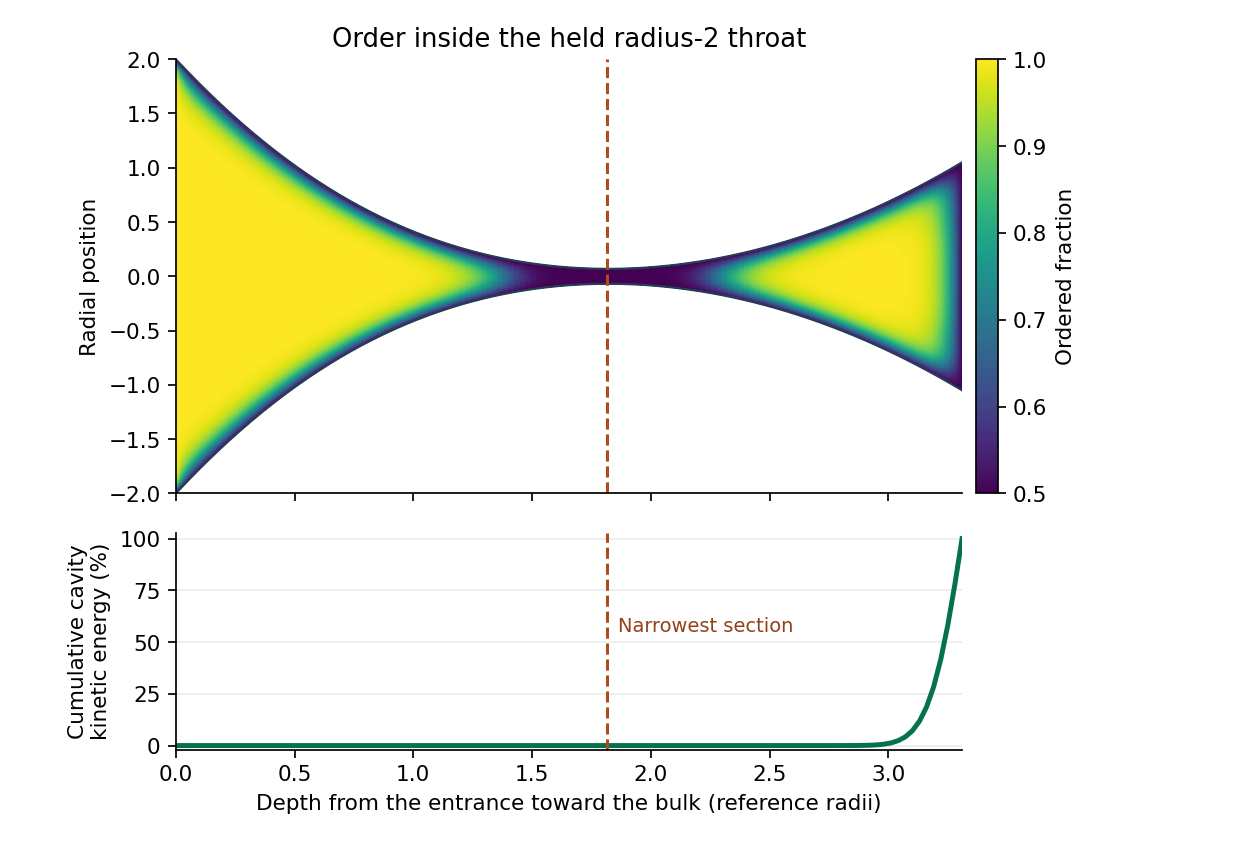 Order inside the held radius-2 throat
2.0
1.5
1.0
0.5
0.0
−0.5
−1.0
−1.5
−2.0
Radial position
1.0
0.9
0.8
0.7
0.6
0.5
Ordered fraction
100
75
50
25
0
Cumulative cavity
kinetic energy (%)
Narrowest section
0.0 0.5 1.0 1.5 2.0 2.5 3.0
Depth from the entrance toward the bulk (reference radii)